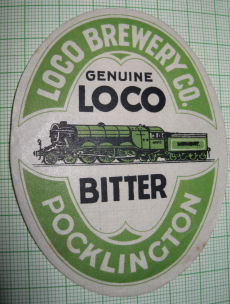 LOCO BREWERY CO.
GENUINE
LOCO
BITTER
POCKLINGTON